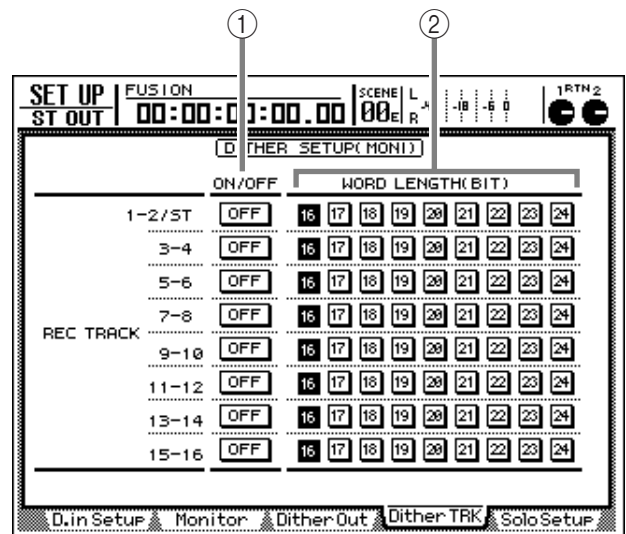 ① ②
SET UP FUSION SCENE L -18 -6 0 1RTN2
ST OUT 00:00:00:00.00 00E R
DITHER SETUP(MONI)
ON/OFF WORD LENGTH(BIT)
1-2/ST OFF 16 17 18 19 20 21 22 23 24
3-4 OFF 16 17 18 19 20 21 22 23 24
5-6 OFF 16 17 18 19 20 21 22 23 24
7-8 OFF 16 17 18 19 20 21 22 23 24
REC TRACK
9-10 OFF 16 17 18 19 20 21 22 23 24
11-12 OFF 16 17 18 19 20 21 22 23 24
13-14 OFF 16 17 18 19 20 21 22 23 24
15-16 OFF 16 17 18 19 20 21 22 23 24
D.in Setup Monitor Dither Out Dither TRK Solo Setup